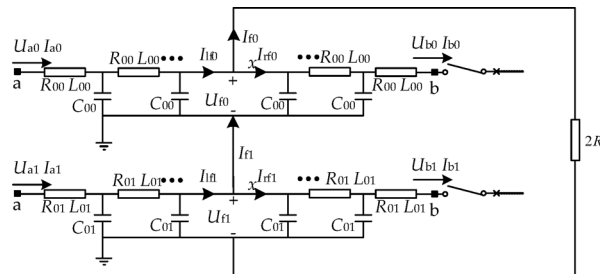 If0
Ua0 Ia0
R00 L00
Ilf0
x
Irf0
R00 L00
Ub0 Ib0
a
R00 L00
C00
C00
+
Uf0
-
C00
C00
R00 L00
b
If1
2R
Ua1 Ia1
R01 L01
Ilf1
x
Irf1
R01 L01
Ub1 Ib1
a
R01 L01
C01
C01
+
Uf1
-
C01
C01
R01 L01
b